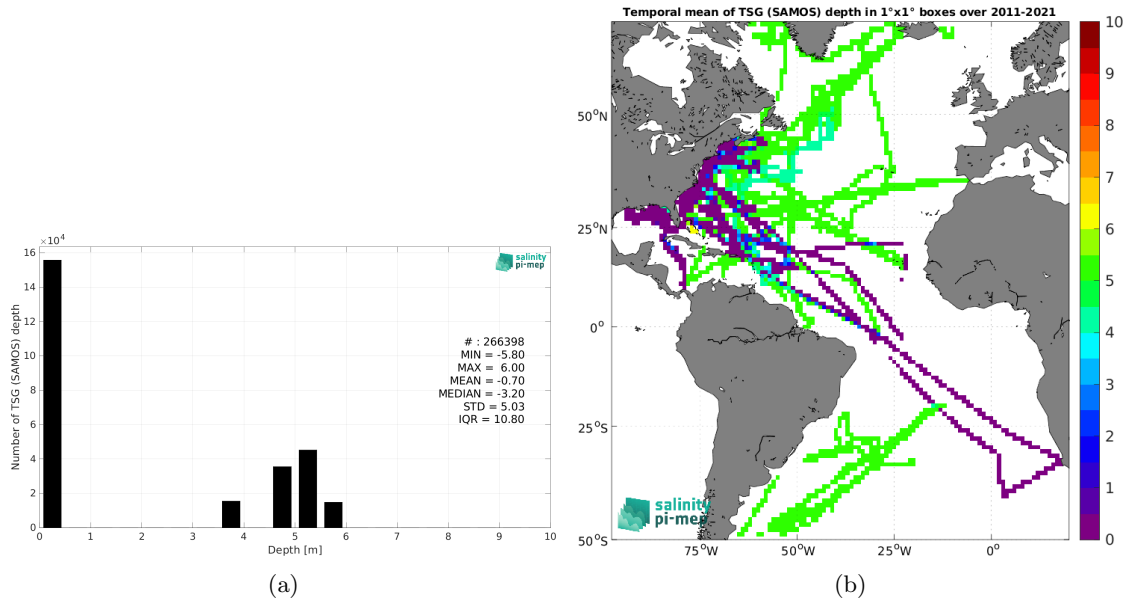 ×10⁴
16
14
12
10
8
6
4
2
0
Number of TSG (SAMOS) depth
0 1 2 3 4 5 6 7 8 9 10
Depth [m]
salinity
pi-mep
# : 266398
MIN = -5.80
MAX = 6.00
MEAN = -0.70
MEDIAN = -3.20
STD = 5.03
IQR = 10.80
(a)
Temporal mean of TSG (SAMOS) depth in 1°x1° boxes over 2011-2021
50°N
25°N
0°
25°S
50°S
75°W 50°W 25°W 0°
salinity
pi-mep
10
9
8
7
6
5
4
3
2
1
0
(b)